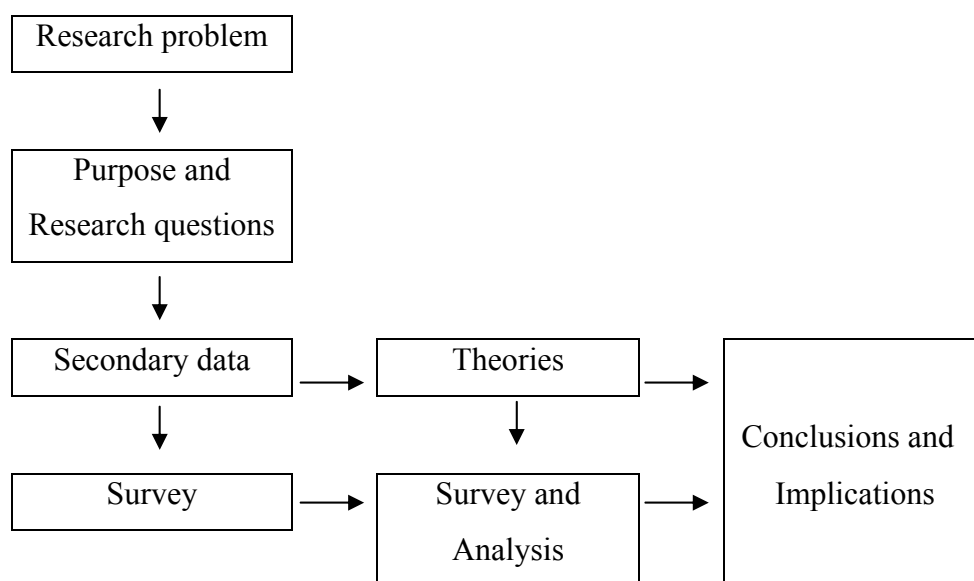 Research problem
Purpose and
Research questions
Secondary data
Theories
Conclusions and
Implications
Survey
Survey and
Analysis